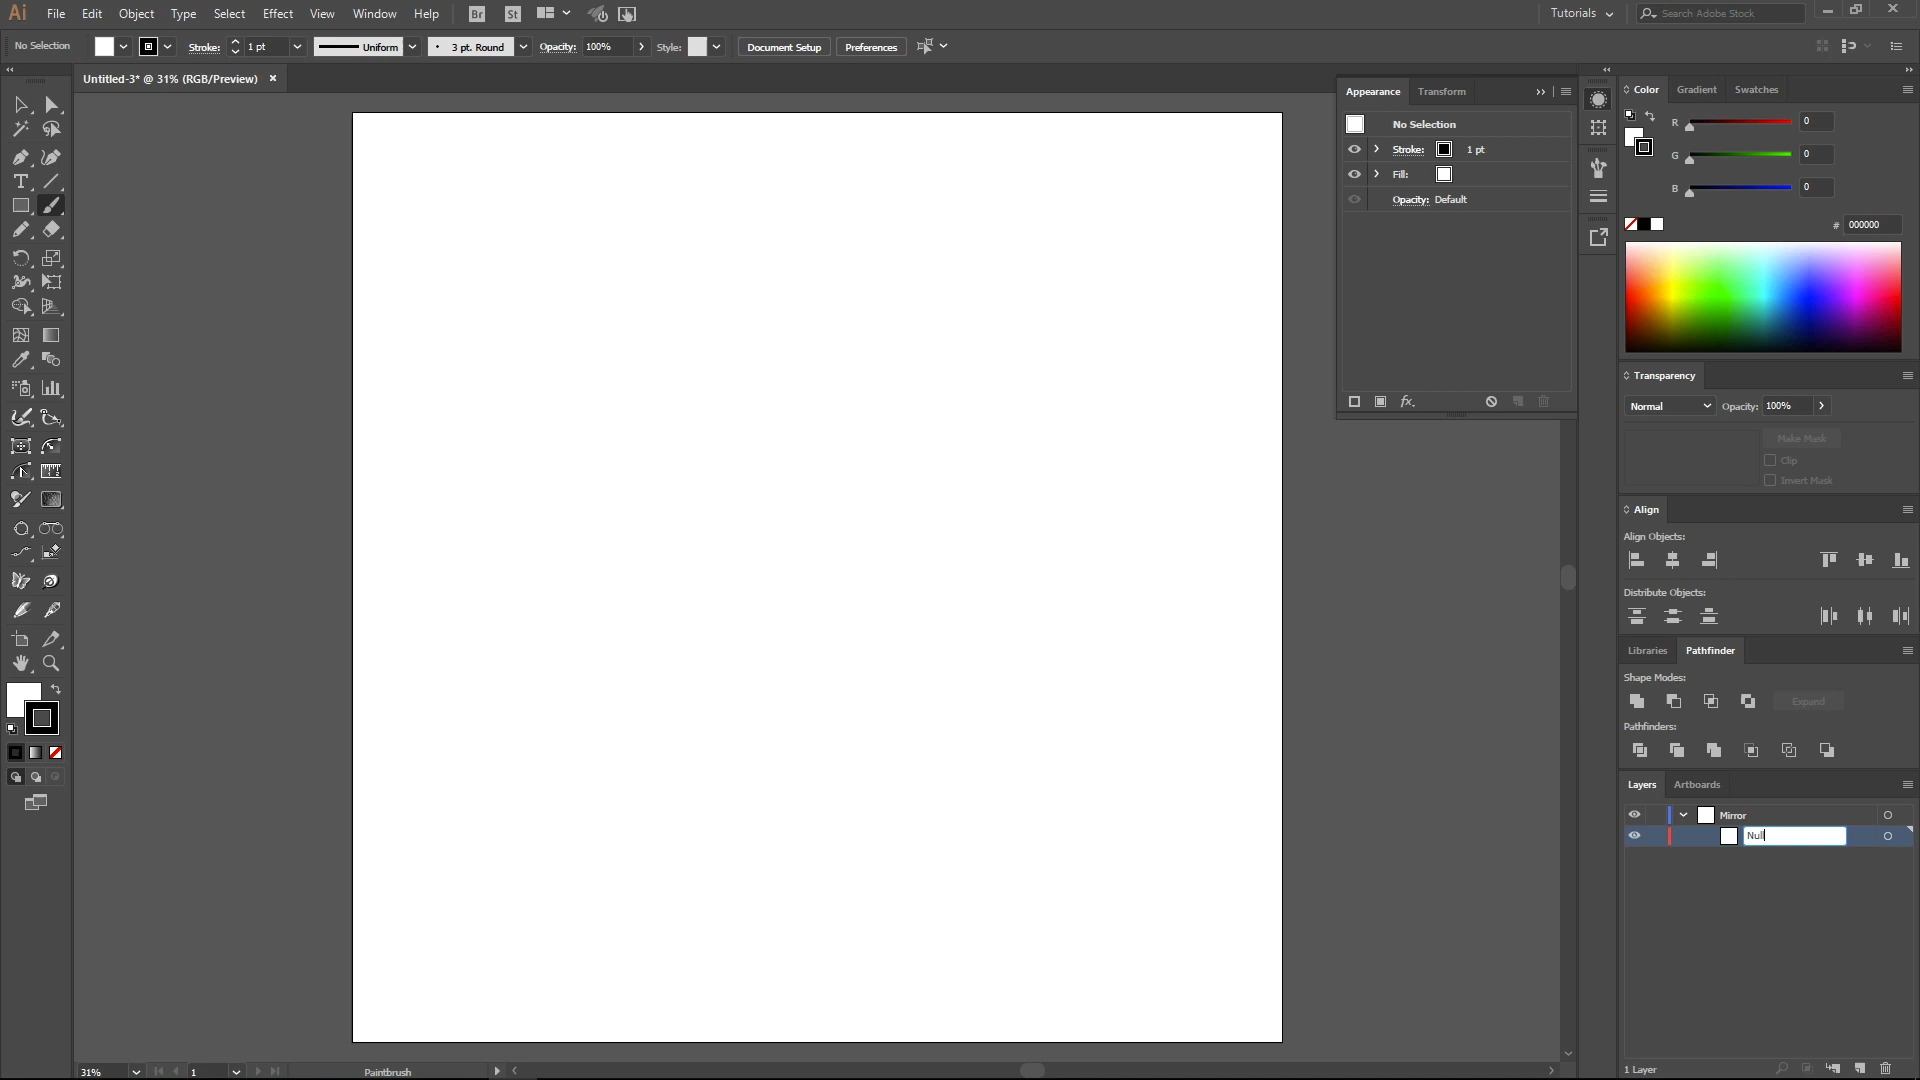 Ai File Edit Object Type Select Effect View Window Help Br St Tutorials Search Adobe Stock
No Selection Stroke: 1 pt Uniform 3 pt. Round Opacity: 100% Style: Document Setup Preferences
Untitled-3* @ 31% (RGB/Preview)
Appearance Transform
No Selection
Stroke: 1 pt
Fill:
Opacity: Default
fx.
Color Gradient Swatches
R 0
G 0
B 0
# 000000
Transparency
Normal Opacity: 100%
Make Mask
Clip
Invert Mask
Align
Align Objects:
Distribute Objects:
Libraries Pathfinder
Shape Modes:
Expand
Pathfinders:
Layers Artboards
Mirror
Null
1 Layer
31% 1 Paintbrush